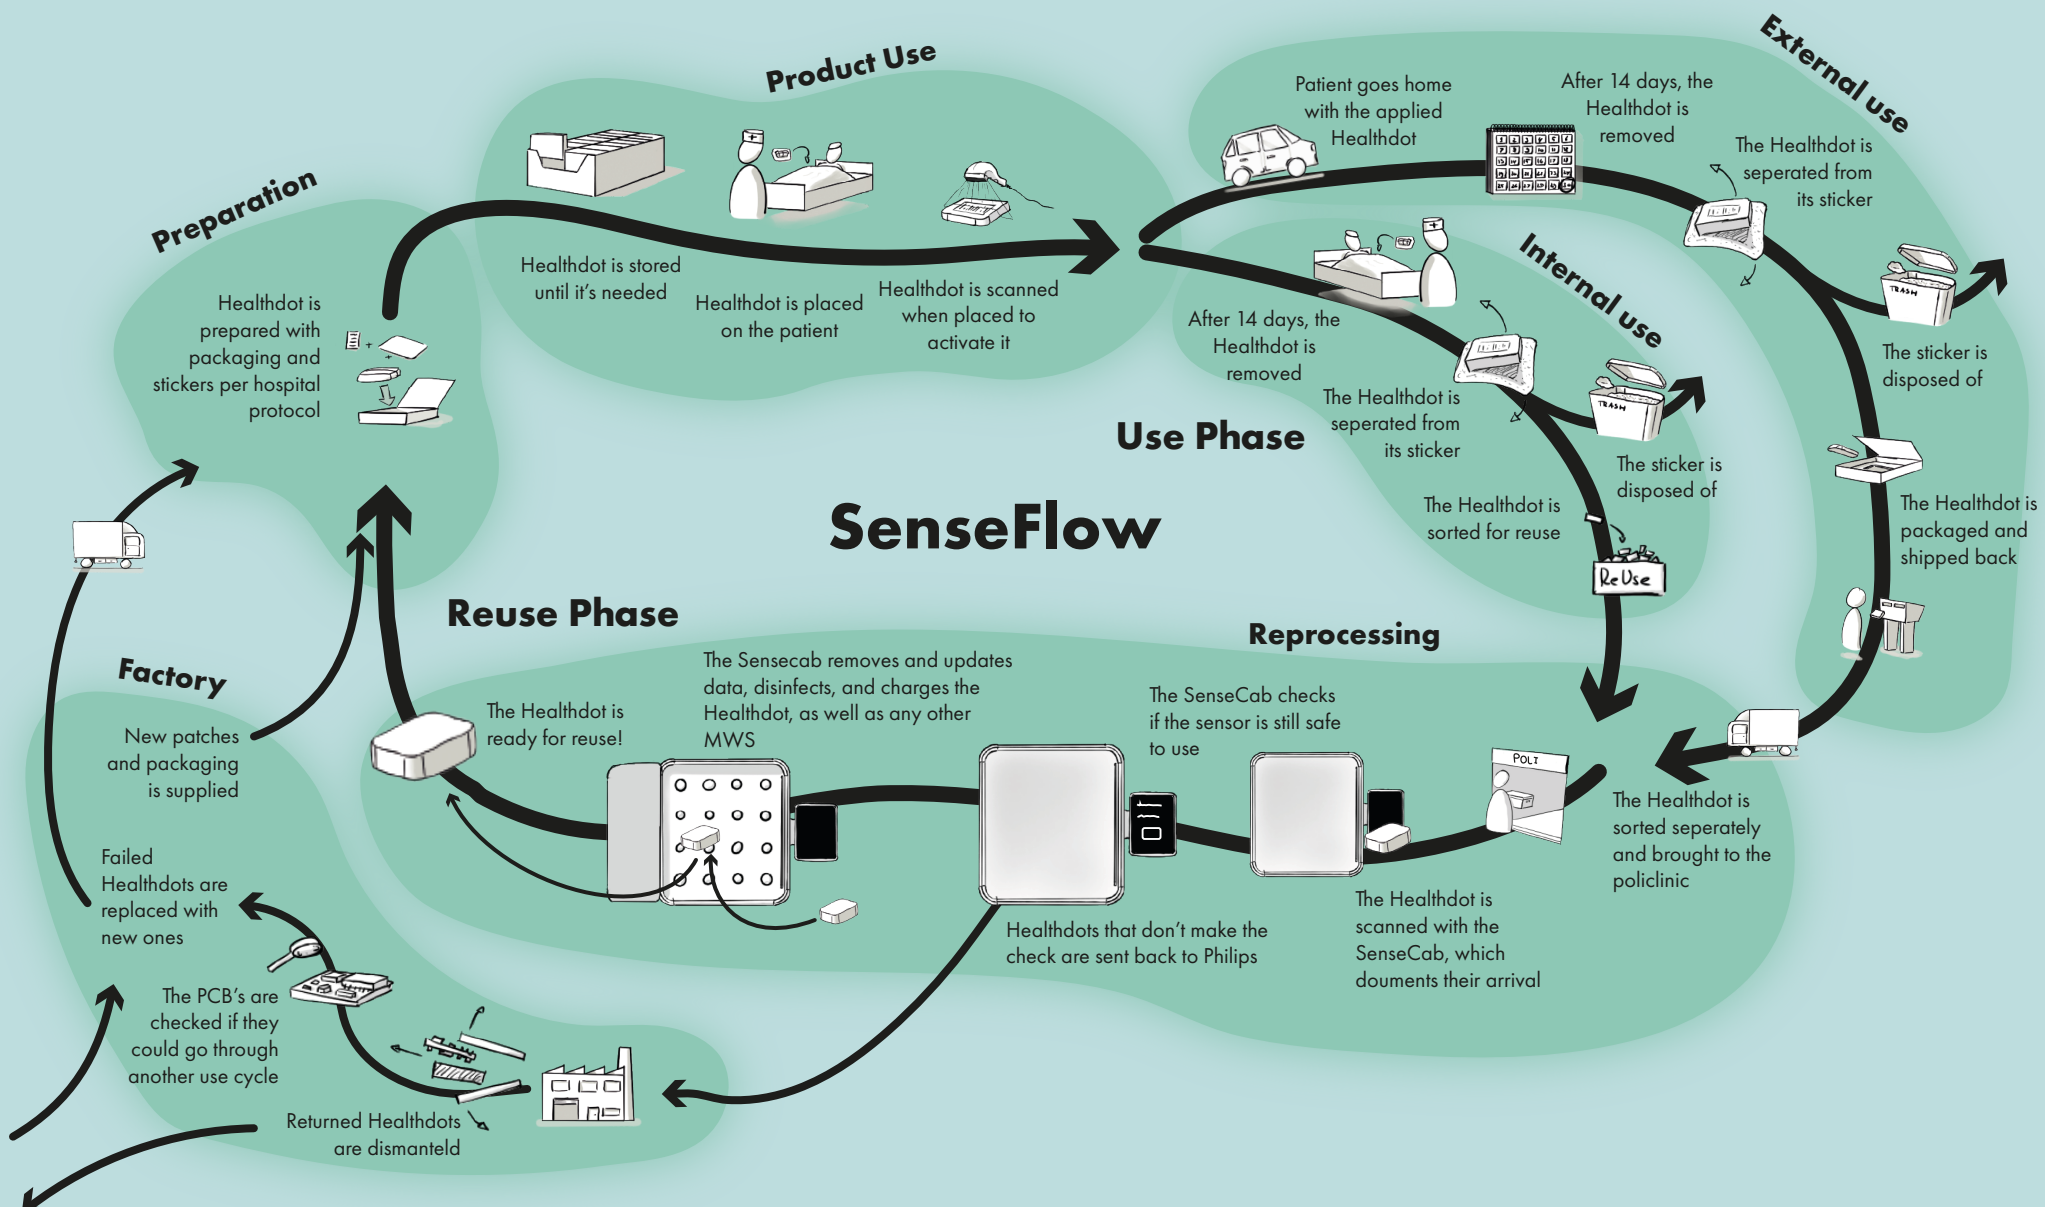 Product Use
External use
Patient goes home
with the applied
Healthdot
After 14 days, the
Healthdot is
removed
The Healthdot is
seperated from
its sticker
TRASH
The sticker is
disposed of
Preparation
Healthdot is
prepared with
packaging and
stickers per hospital
protocol
Healthdot is stored
until it's needed
Healthdot is placed
on the patient
Healthdot is scanned
when placed to
activate it
Internal use
After 14 days, the
Healthdot is
removed
The Healthdot is
seperated from
its sticker
TRASH
The sticker is
disposed of
The Healthdot is
sorted for reuse
ReUse
The Healthdot is
packaged and
shipped back
Use Phase
SenseFlow
Reuse Phase
Reprocessing
The Healthdot is
sorted seperately
and brought to the
policlinic
POLI
The Healthdot is
scanned with the
SenseCab, which
douments their arrival
The SenseCab checks
if the sensor is still safe
to use
Healthdots that don't make the
check are sent back to Philips
The Sensecab removes and updates
data, disinfects, and charges the
Healthdot, as well as any other
MWS
The Healthdot is
ready for reuse!
Factory
New patches
and packaging
is supplied
Failed
Healthdots are
replaced with
new ones
The PCB's are
checked if they
could go through
another use cycle
Returned Healthdots
are dismanteld